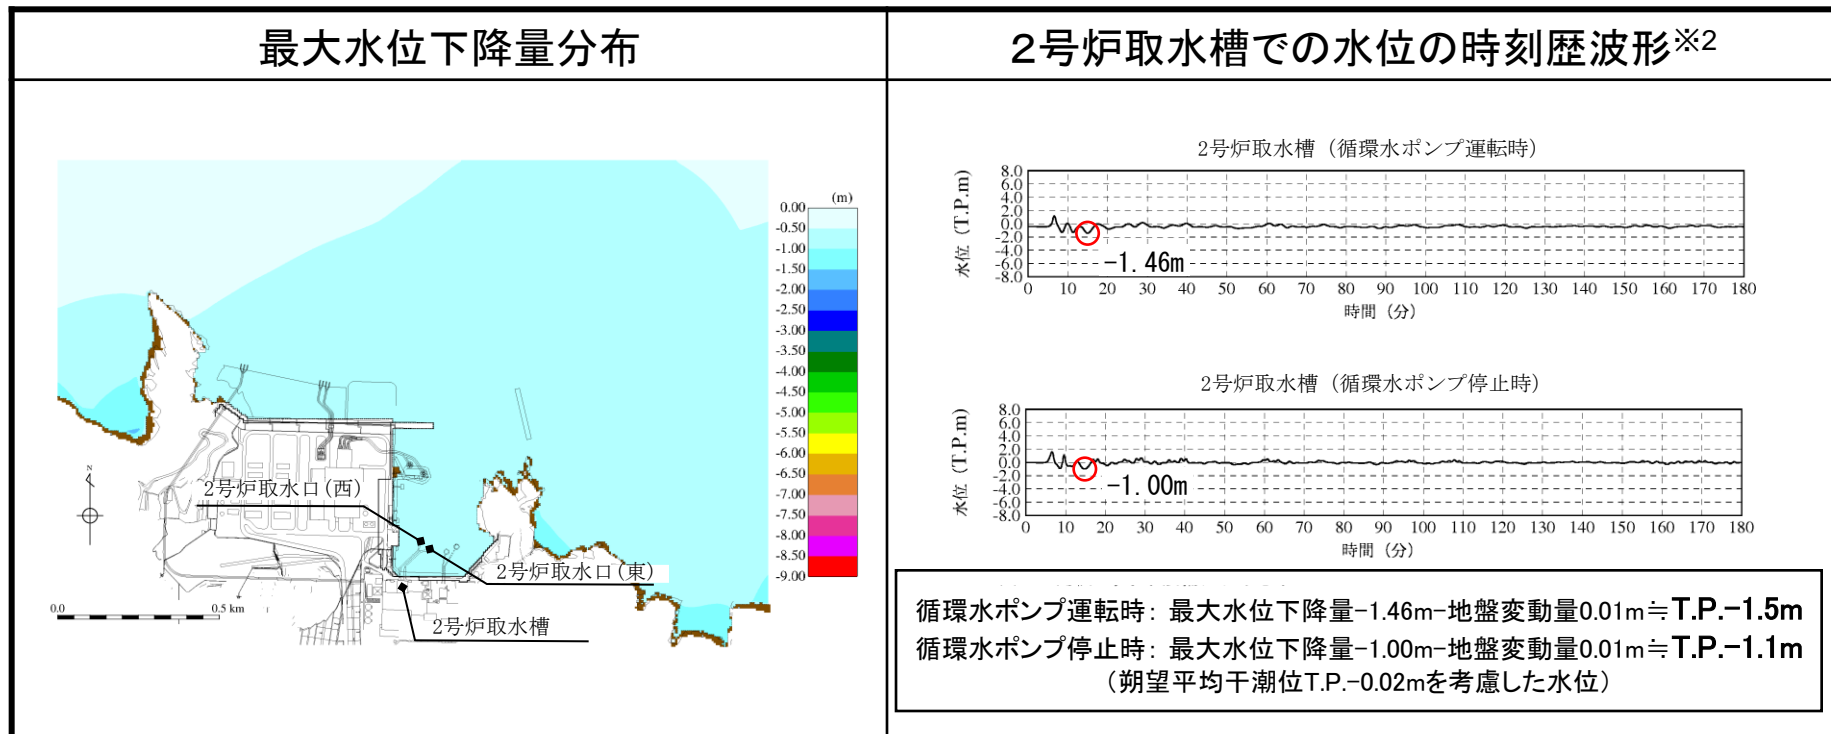 最大水位下降量分布
2号炉取水槽での水位の時刻歴波形※2
(m)
0.00
-0.50
-1.00
-1.50
-2.00
-2.50
-3.00
-3.50
-4.00
-4.50
-5.00
-5.50
-6.00
-6.50
-7.00
-7.50
-8.00
-8.50
-9.00
N
2号炉取水口(西)
2号炉取水口(東)
2号炉取水槽
0.0 0.5 km
2号炉取水槽（循環水ポンプ運転時）
水位 (T.P.m)
8.0
6.0
4.0
2.0
0.0
-2.0
-4.0
-6.0
-8.0
-1.46m
0 10 20 30 40 50 60 70 80 90 100 110 120 130 140 150 160 170 180
時間（分）
2号炉取水槽（循環水ポンプ停止時）
水位 (T.P.m)
8.0
6.0
4.0
2.0
0.0
-2.0
-4.0
-6.0
-8.0
-1.00m
0 10 20 30 40 50 60 70 80 90 100 110 120 130 140 150 160 170 180
時間（分）
循環水ポンプ運転時：最大水位下降量-1.46m-地盤変動量0.01m≒T.P.-1.5m
循環水ポンプ停止時：最大水位下降量-1.00m-地盤変動量0.01m≒T.P.-1.1m
（朔望平均干潮位T.P.-0.02mを考慮した水位）